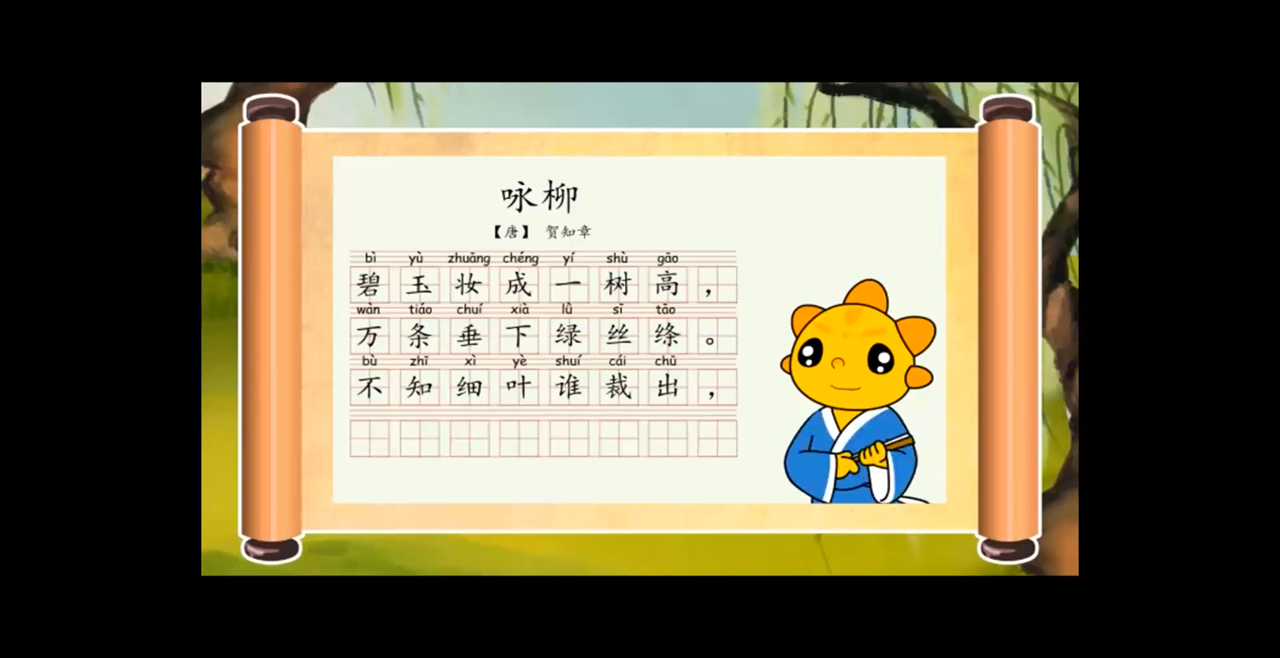 咏柳
【唐】 贺知章
bì yù zhuāng chéng yí shù gāo
碧玉妆成一树高，
wàn tiáo chuí xià lǜ sī tāo
万条垂下绿丝绦。
bù zhī xì yè shuí cái chū
不知细叶谁裁出，